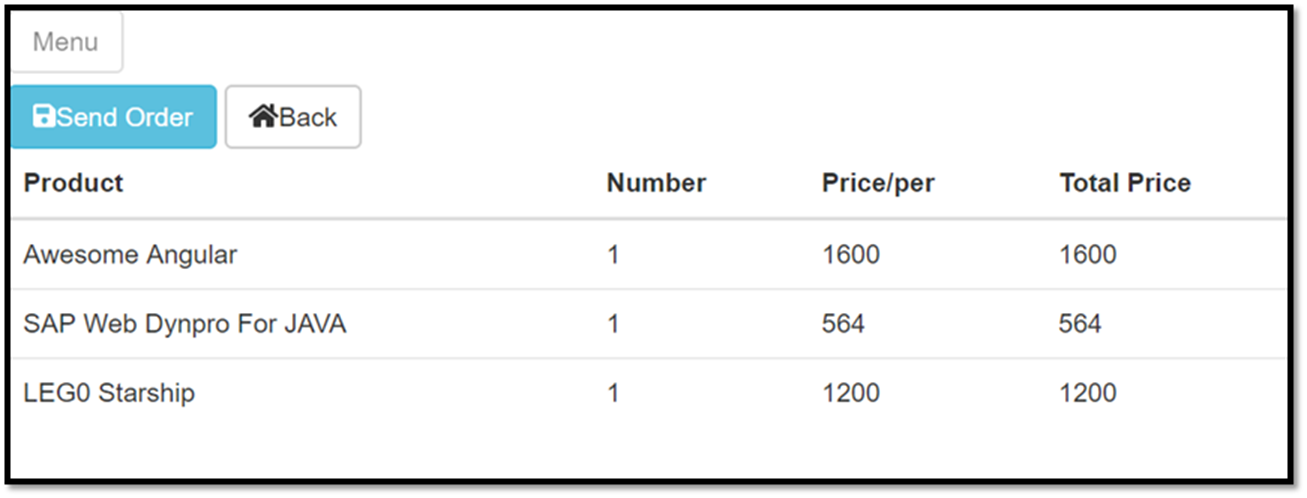 Menu
Send Order Back
Product Number Price/per Total Price
Awesome Angular 1 1600 1600
SAP Web Dynpro For JAVA 1 564 564
LEG0 Starship 1 1200 1200